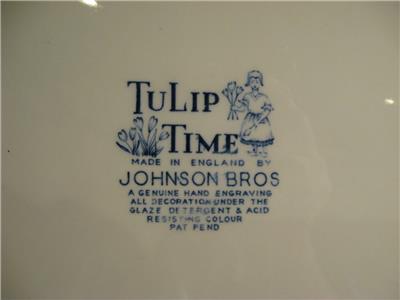 TULIP
TIME
MADE IN ENGLAND BY
JOHNSON BROS
A GENUINE HAND ENGRAVING
ALL DECORATION UNDER THE
GLAZE DETERGENT & ACID
RESISTING COLOUR
PAT PEND